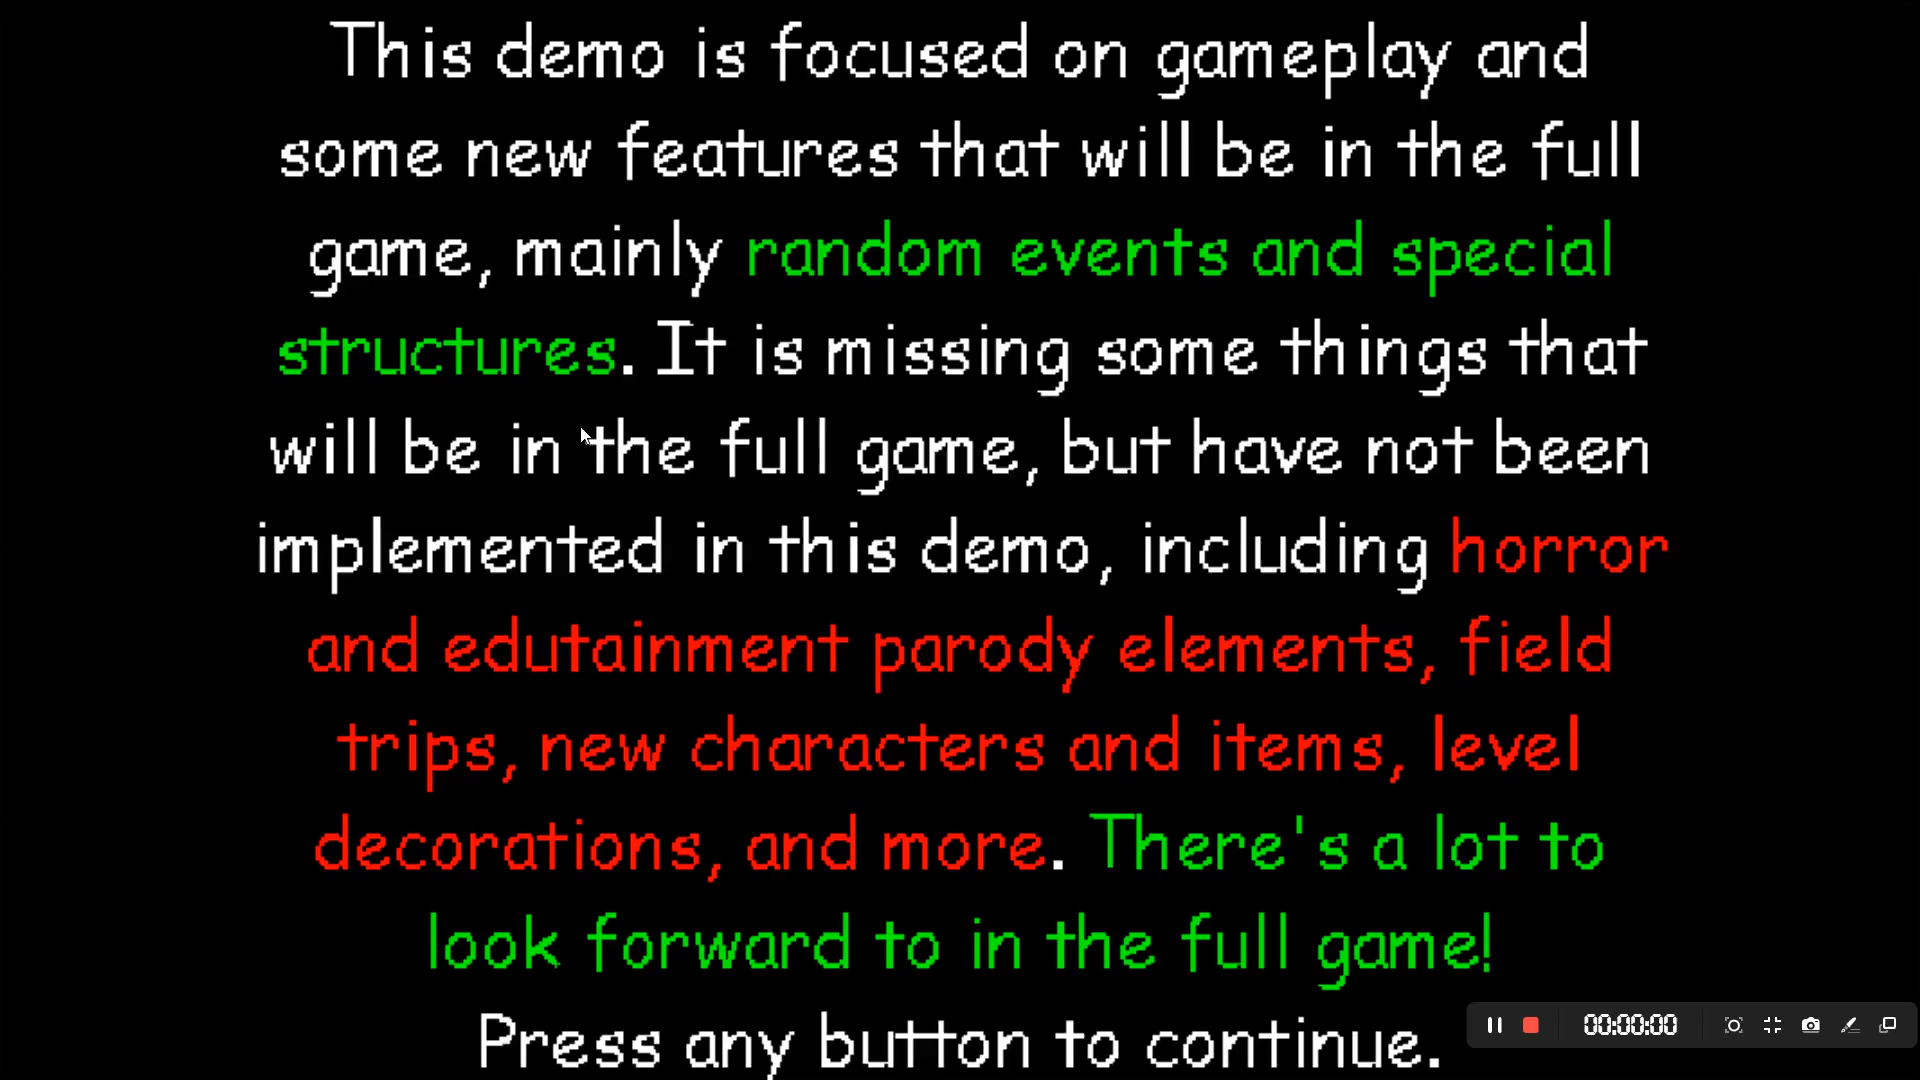 This demo is focused on gameplay and
some new features that will be in the full
game, mainly random events and special
structures. It is missing some things that
will be in the full game, but have not been
implemented in this demo, including horror
and edutainment parody elements, field
trips, new characters and items, level
decorations, and more. There's a lot to
look forward to in the full game!
Press any button to continue.
00:00:00